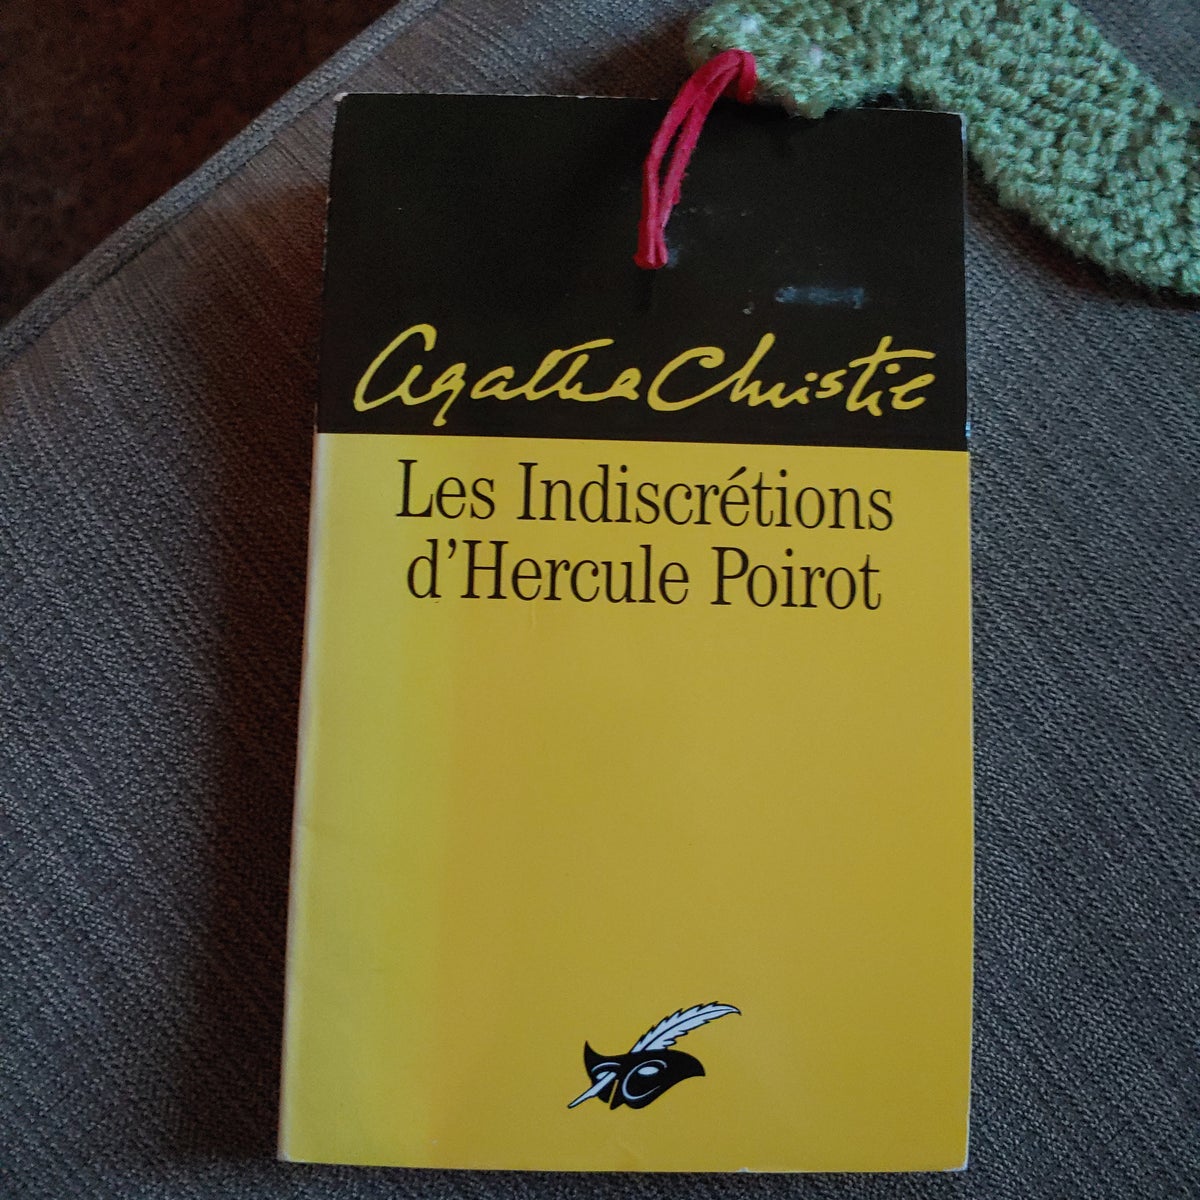 Agatha Christie
Les Indiscrétions
d'Hercule Poirot